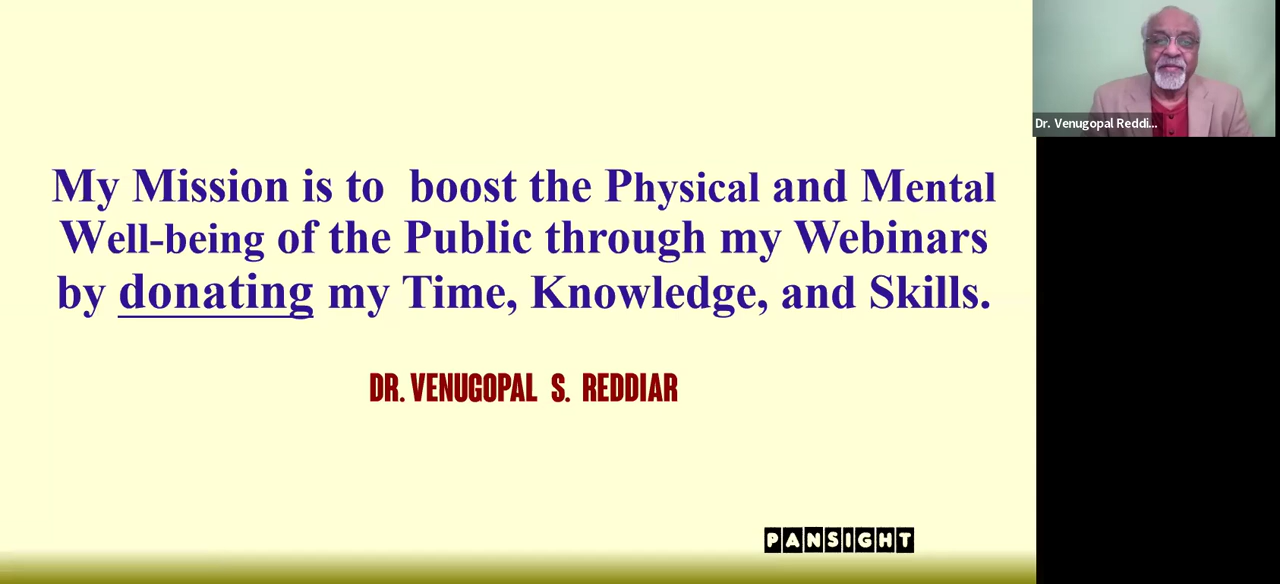 My Mission is to boost the Physical and Mental
Well-being of the Public through my Webinars
by donating my Time, Knowledge, and Skills.
DR. VENUGOPAL S. REDDIAR
PANSIGHT
Dr. Venugopal Reddi...